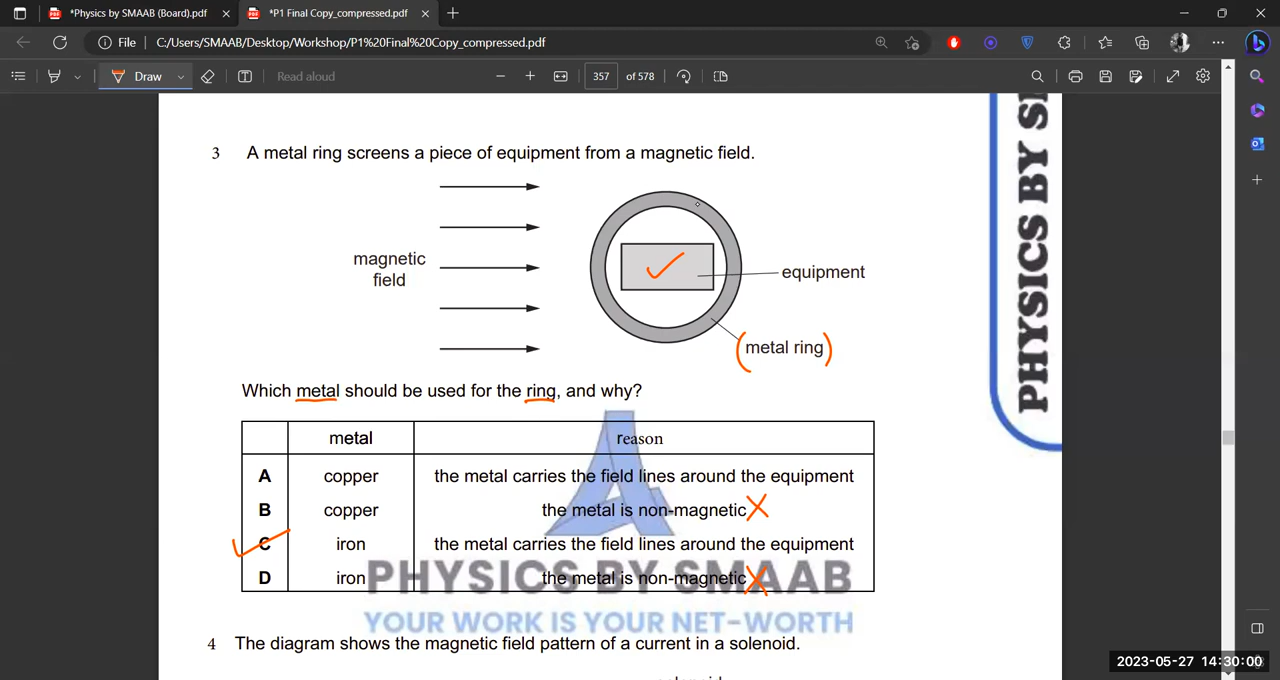 *Physics by SMAAB (Board).pdf
*P1 Final Copy_compressed.pdf
File
C:/Users/SMAAB/Desktop/Workshop/P1%20Final%20Copy_compressed.pdf
Draw
Read aloud
357
of 578
3 A metal ring screens a piece of equipment from a magnetic field.
magnetic
field
equipment
metal ring
Which metal should be used for the ring, and why?
metal reason
A copper the metal carries the field lines around the equipment
B copper the metal is non-magnetic
C iron the metal carries the field lines around the equipment
D iron the metal is non-magnetic
PHYSICS BY SMAAB
YOUR WORK IS YOUR NET-WORTH
4 The diagram shows the magnetic field pattern of a current in a solenoid.
solenoid
PHYSICS BY
2023-05-27 14:30:00